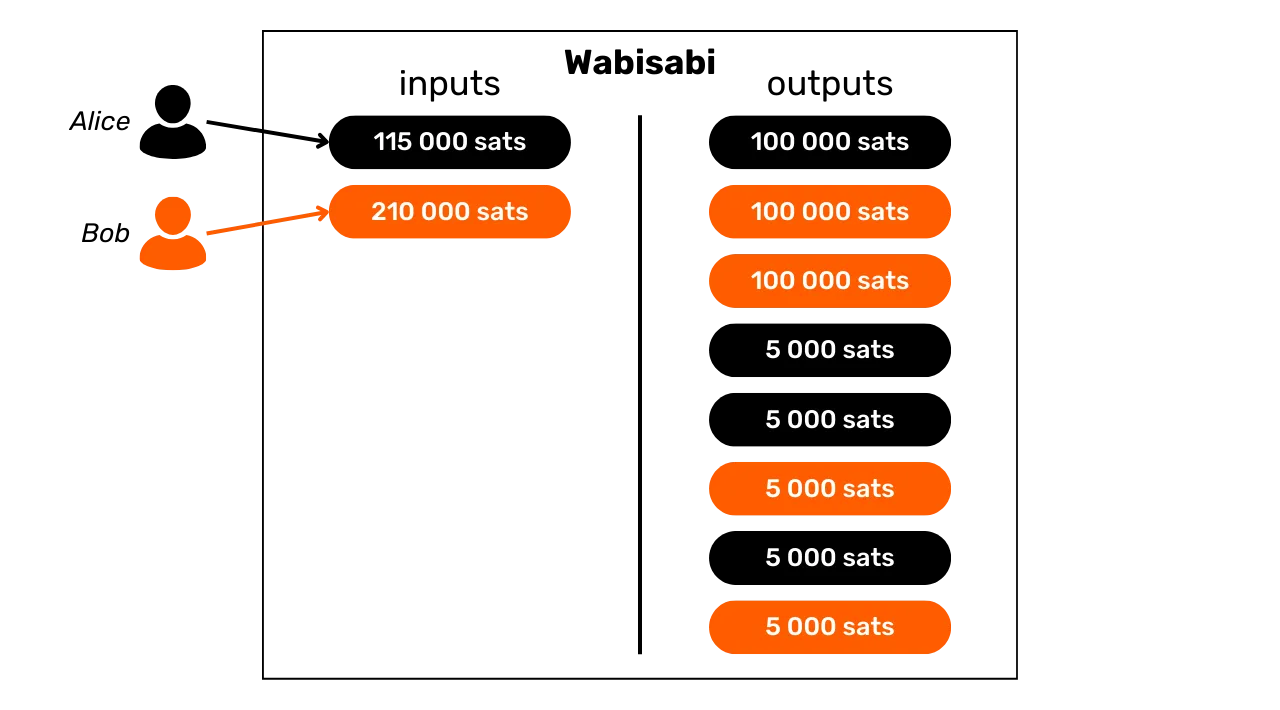 Wabisabi
inputs
outputs
Alice
115 000 sats
100 000 sats
Bob
210 000 sats
100 000 sats
100 000 sats
5 000 sats
5 000 sats
5 000 sats
5 000 sats
5 000 sats